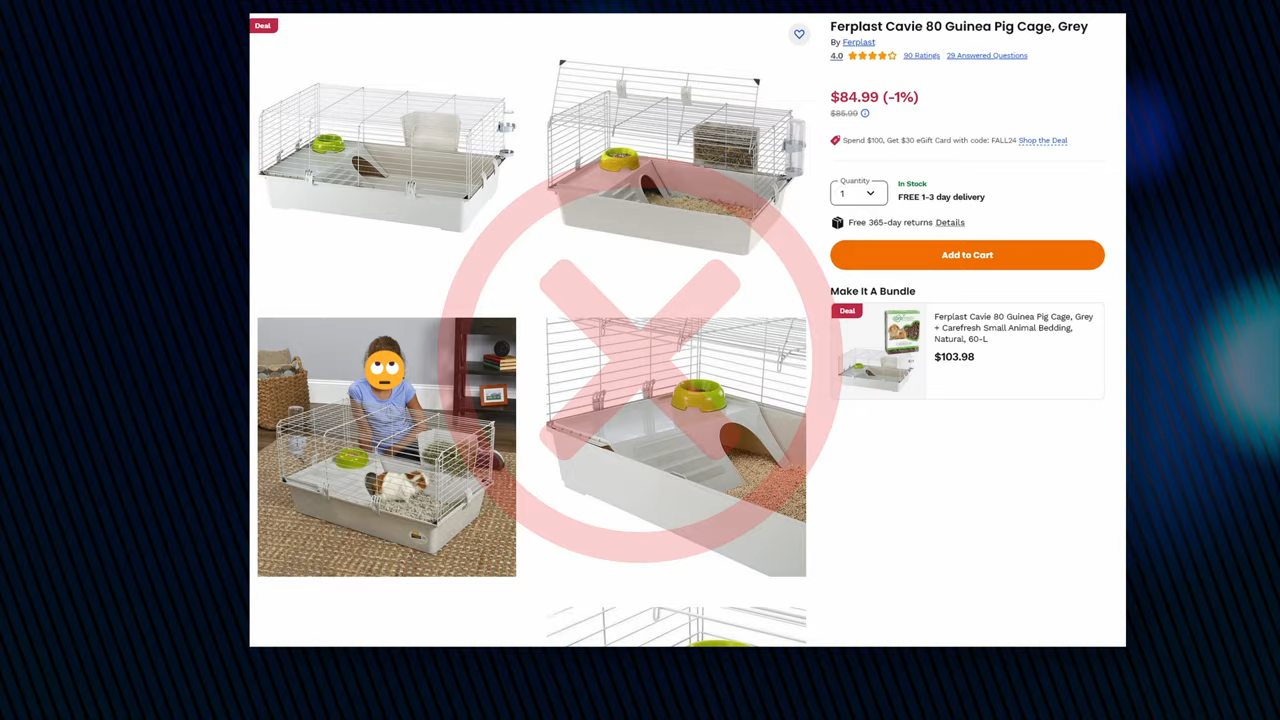 Deal
Ferplast Cavie 80 Guinea Pig Cage, Grey
By Ferplast
4.0 90 Ratings 29 Answered Questions
$84.99 (-1%)
$85.99
Spend $100, Get $30 eGift Card with code: FALL24 Shop the Deal
Quantity
1
In Stock
FREE 1-3 day delivery
Free 365-day returns Details
Add to Cart
Make It A Bundle
Deal
Ferplast Cavie 80 Guinea Pig Cage, Grey
+ Carefresh Small Animal Bedding,
Natural, 60-L
$103.98